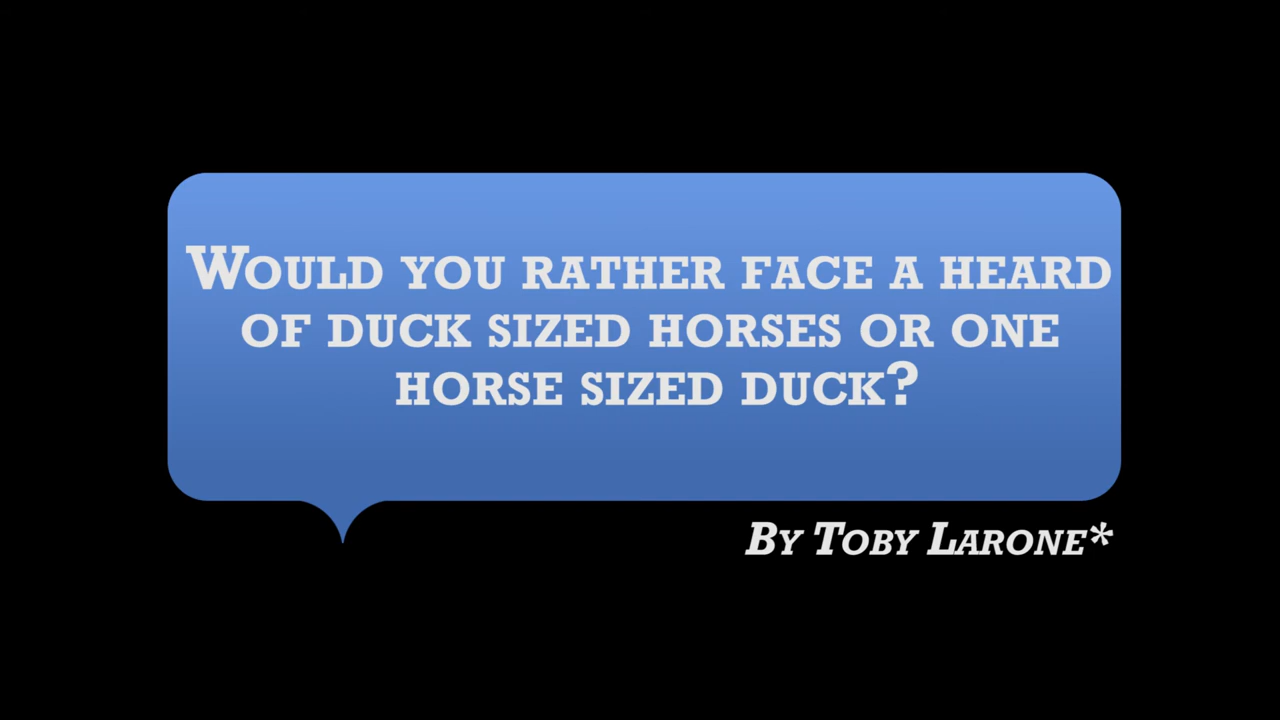 Would you rather face a heard
of duck sized horses or one
horse sized duck?
By Toby Larone*